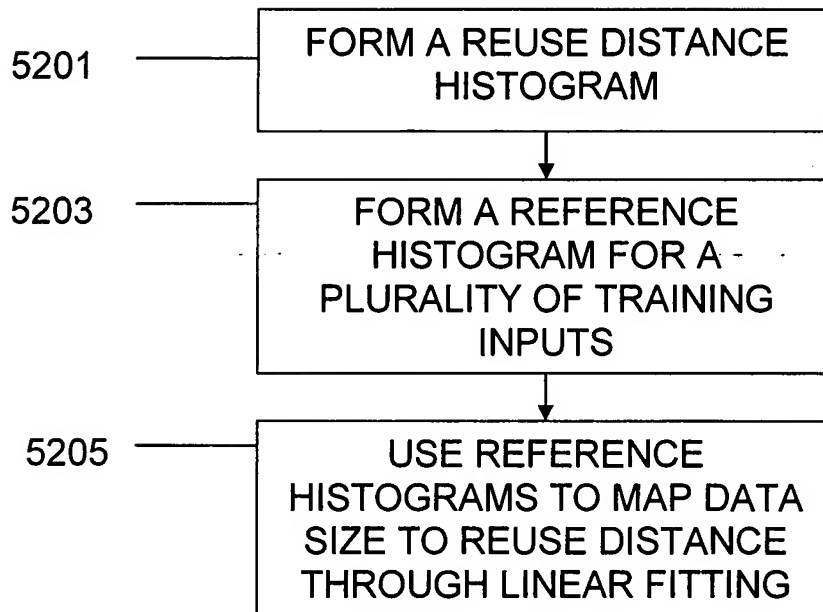 5201
FORM A REUSE DISTANCE
HISTOGRAM
5203
FORM A REFERENCE
HISTOGRAM FOR A
PLURALITY OF TRAINING
INPUTS
5205
USE REFERENCE
HISTOGRAMS TO MAP DATA
SIZE TO REUSE DISTANCE
THROUGH LINEAR FITTING